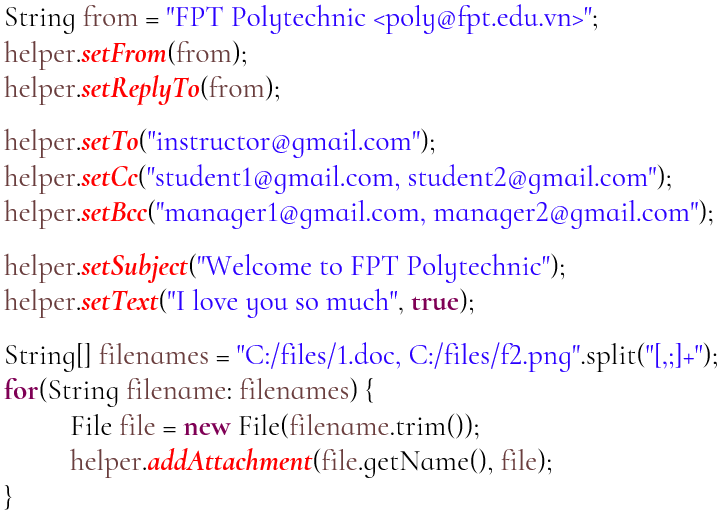 String from = "FPT Polytechnic <poly@fpt.edu.vn>";
helper.setFrom(from);
helper.setReplyTo(from);
helper.setTo("instructor@gmail.com");
helper.setCc("student1@gmail.com, student2@gmail.com");
helper.setBcc("manager1@gmail.com, manager2@gmail.com");
helper.setSubject("Welcome to FPT Polytechnic");
helper.setText("I love you so much", true);
String[] filenames = "C:/files/1.doc, C:/files/f2.png".split("[,;]+");
for(String filename: filenames) {
File file = new File(filename.trim());
helper.addAttachment(file.getName(), file);
}